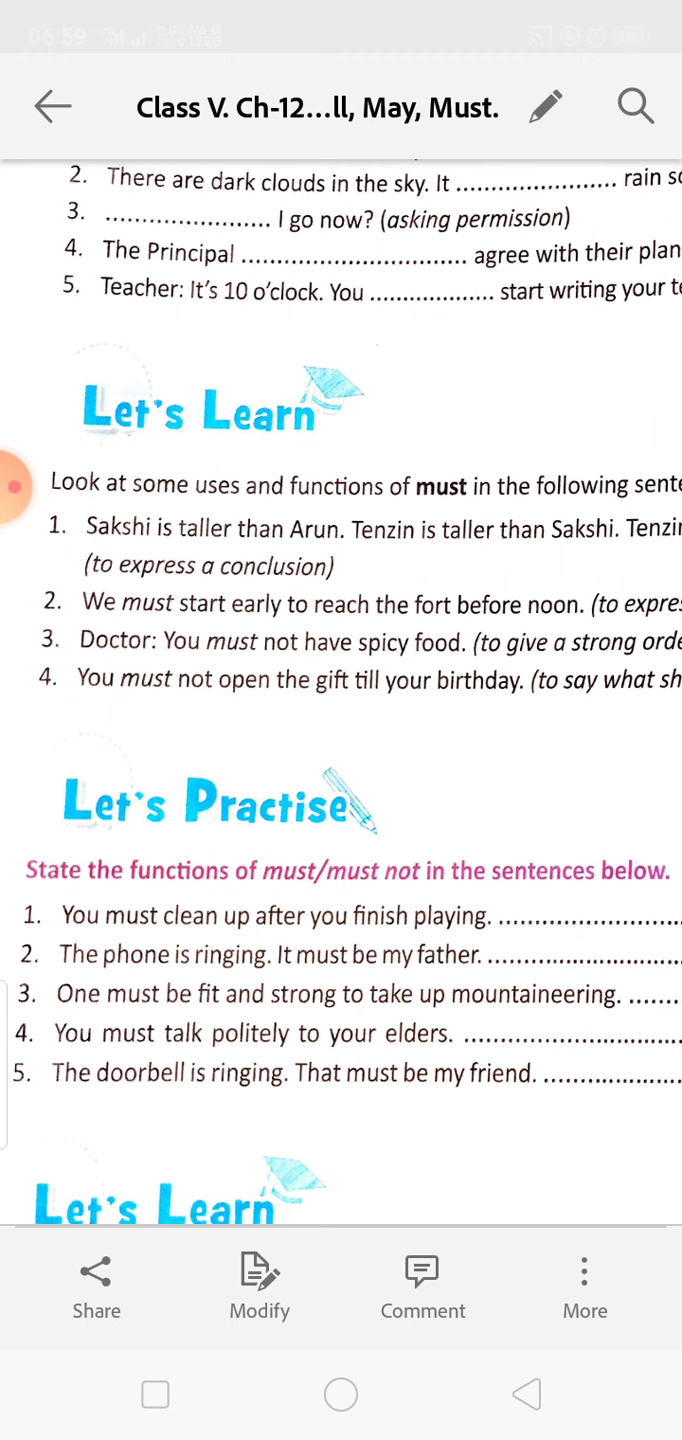 06:59
Class V. Ch-12...ll, May, Must.
2. There are dark clouds in the sky. It ....................... rain
3. ........................ I go now? (asking permission)
4. The Principal ................................ agree with their plan
5. Teacher: It's 10 o'clock. You .................. start writing your
Let's Learn
Look at some uses and functions of must in the following
1. Sakshi is taller than Arun. Tenzin is taller than Sakshi.
(to express a conclusion)
2. We must start early to reach the fort before noon. (to
3. Doctor: You must not have spicy food. (to give a strong
4. You must not open the gift till your birthday. (to say what
Let's Practise
State the functions of must/must not in the sentences below.
1. You must clean up after you finish playing. ..........................
2. The phone is ringing. It must be my father. ............................
3. One must be fit and strong to take up mountaineering. .......
4. You must talk politely to your elders. ...............................
5. The doorbell is ringing. That must be my friend. ....................
Let's Learn
Share
Modify
Comment
More